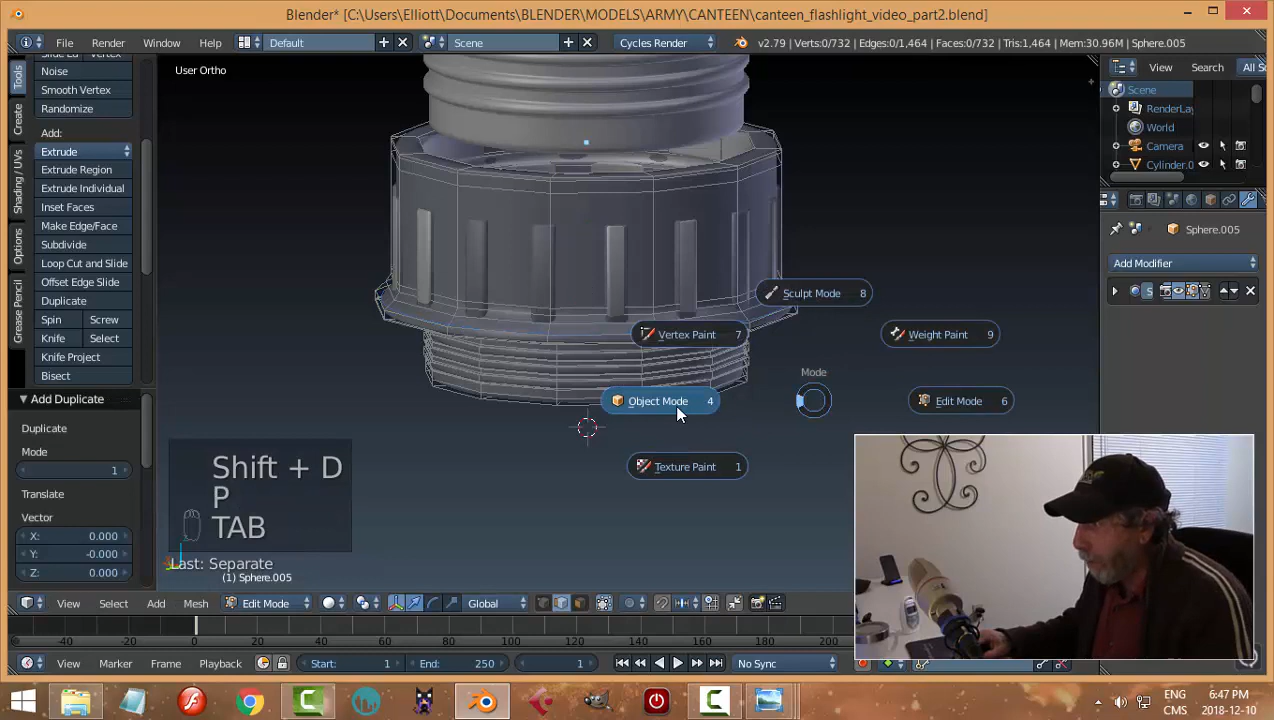 Blender* [C:\Users\Elliott\Documents\BLENDER\MODELS\ARMY\CANTEEN\canteen_flashlight_video_part2.blend]
File Render Window Help Default Scene Cycles Render v2.79 | Verts:0/732 | Edges:0/1,464 | Faces:0/732 | Tris:1,464 | Mem:30.96M | Sphere.005
User Ortho
Tools
Create
Shading / UVs
Options
Grease Pencil
Noise
Smooth Vertex
Randomize
Add:
Extrude
Extrude Region
Extrude Individual
Inset Faces
Make Edge/Face
Subdivide
Loop Cut and Slide
Offset Edge Slide
Duplicate
Spin Screw
Knife Select
Knife Project
Bisect
Add Duplicate
Duplicate
Mode
1
Translate
Vector
X: 0.000
Y: -0.000
Z: 0.000
Shift + D
P
TAB
Last: Separate
(1) Sphere.005
Sculpt Mode 8
Vertex Paint 7
Weight Paint 9
Mode
Object Mode 4
Edit Mode 6
Texture Paint 1
View Search All S
Scene
RenderLay
World
Camera
Cylinder.0
Sphere.005
Add Modifier
S
View Select Add Mesh Edit Mode Global
-40 -20 0 20 40 60 80 100 120 140 160 180 200
View Marker Frame Playback Start: 1 End: 250 1 No Sync
ENG
CMS
6:47 PM
2018-12-10